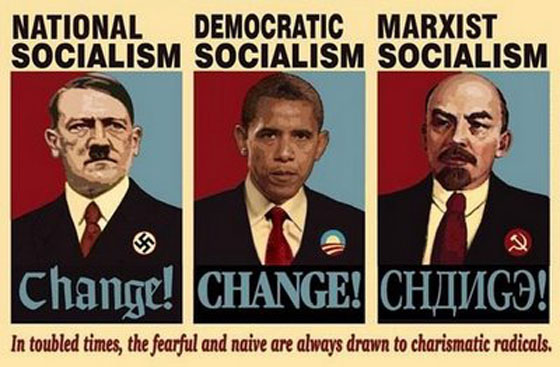 NATIONAL
SOCIALISM
Change!
DEMOCRATIC
SOCIALISM
CHANGE!
MARXIST
SOCIALISM
CHДИGЭ!
In toubled times, the fearful and naive are always drawn to charismatic radicals.